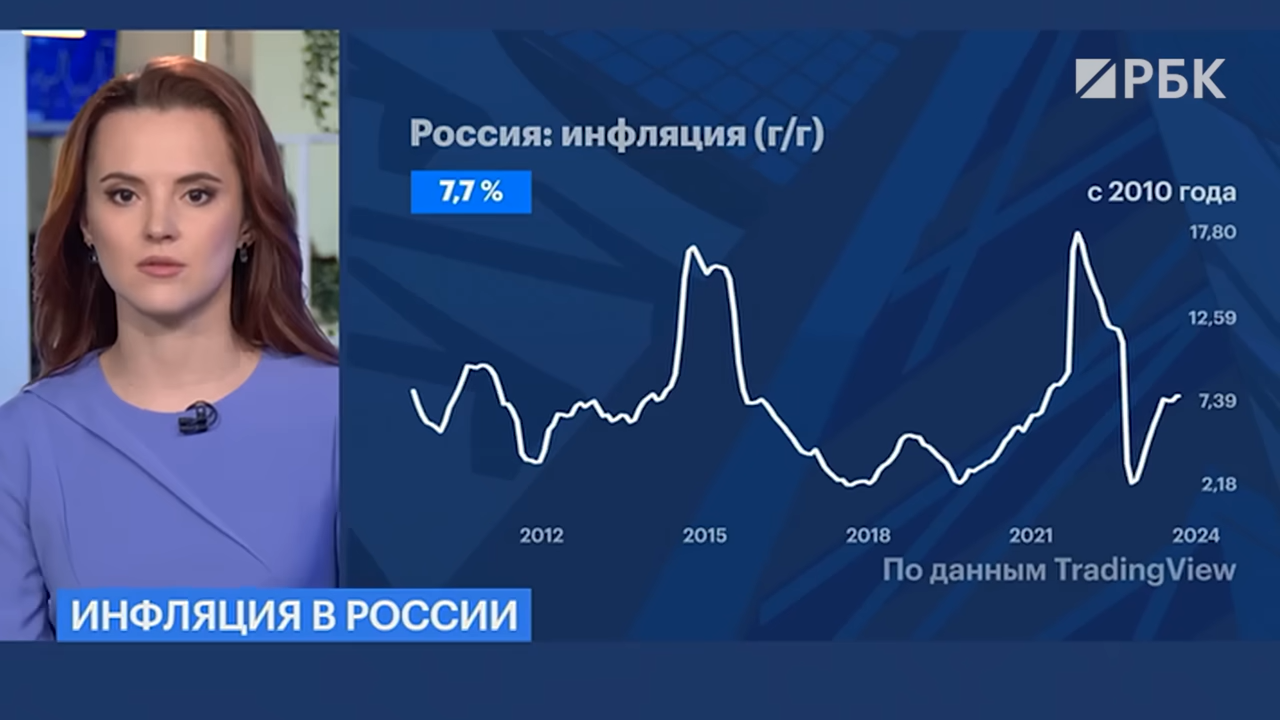 РБК
Россия: инфляция (г/г)
7,7 %
с 2010 года
17,80
12,59
7,39
2,18
2012 2015 2018 2021 2024
По данным TradingView
ИНФЛЯЦИЯ В РОССИИ